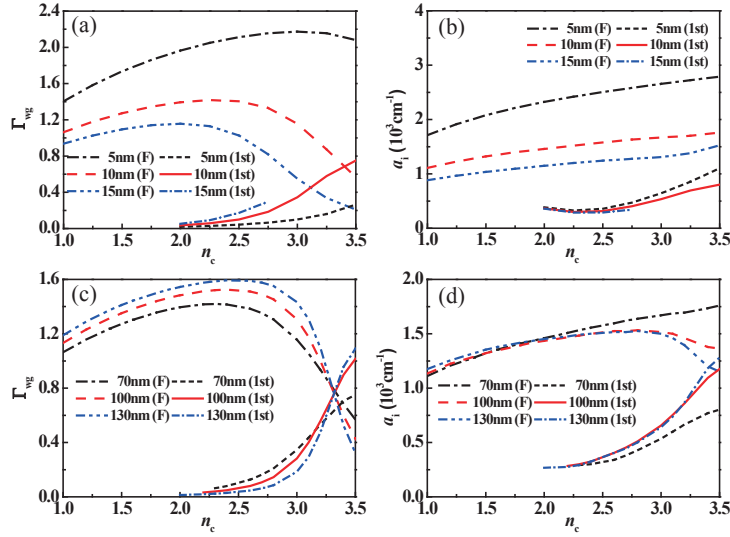 (a)
Γwg
2.4
1.8
1.2
0.6
0.0
5nm (F) 5nm (1st)
10nm (F) 10nm (1st)
15nm (F) 15nm (1st)
1.0 1.5 2.0 2.5 3.0 3.5
nc
(b)
ai (10³cm⁻¹)
4
3
2
1
0
5nm (F) 5nm (1st)
10nm (F) 10nm (1st)
15nm (F) 15nm (1st)
1.0 1.5 2.0 2.5 3.0 3.5
nc
(c)
Γwg
1.6
1.2
0.8
0.4
0.0
70nm (F) 70nm (1st)
100nm (F) 100nm (1st)
130nm (F) 130nm (1st)
1.0 1.5 2.0 2.5 3.0 3.5
nc
(d)
ai (10³cm⁻¹)
2.0
1.5
1.0
0.5
0.0
70nm (F) 70nm (1st)
100nm (F) 100nm (1st)
130nm (F) 130nm (1st)
1.0 1.5 2.0 2.5 3.0 3.5
nc